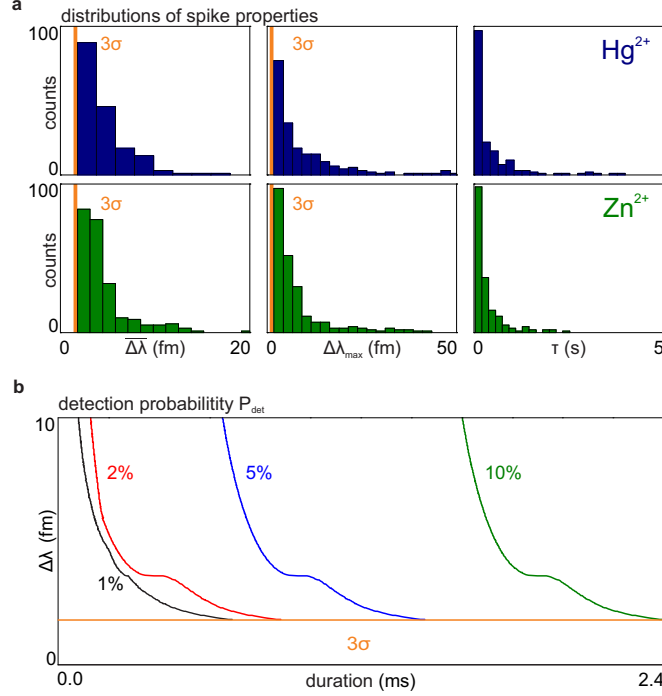 a
distributions of spike properties
100
3σ
3σ
Hg2+
counts
0
100
3σ
3σ
Zn2+
counts
0
0
Δλ (fm)
20
0
Δλmax (fm)
50
0
τ (s)
5
b
detection probabilitity Pdet
10
2%
5%
10%
Δλ (fm)
1%
3σ
0
0.0
duration (ms)
2.4